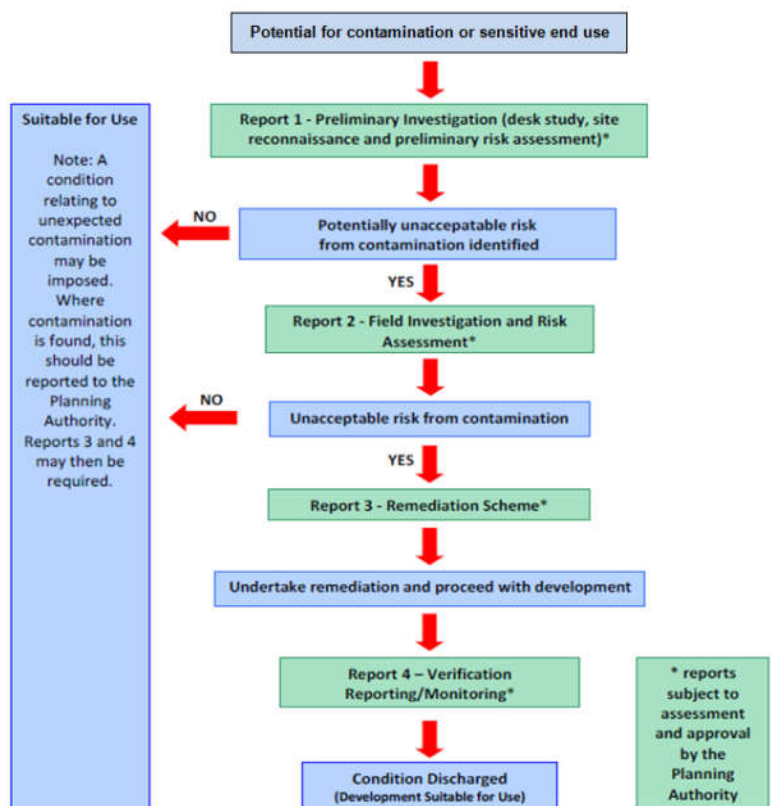 Potential for contamination or sensitive end use
Report 1 - Preliminary Investigation (desk study, site
reconnaissance and preliminary risk assessment)*
Suitable for Use
Note: A
condition
relating to
unexpected
contamination
may be
imposed.
Where
contamination
is found, this
should be
reported to the
Planning
Authority.
Reports 3 and 4
may then be
required.
NO
Potentially unaccepatable risk
from contamination identified
YES
Report 2 - Field Investigation and Risk
Assessment*
NO
Unacceptable risk from contamination
YES
Report 3 - Remediation Scheme*
Undertake remediation and proceed with development
Report 4 – Verification
Reporting/Monitoring*
Condition Discharged
(Development Suitable for Use)
* reports
subject to
assessment
and approval
by the
Planning
Authority